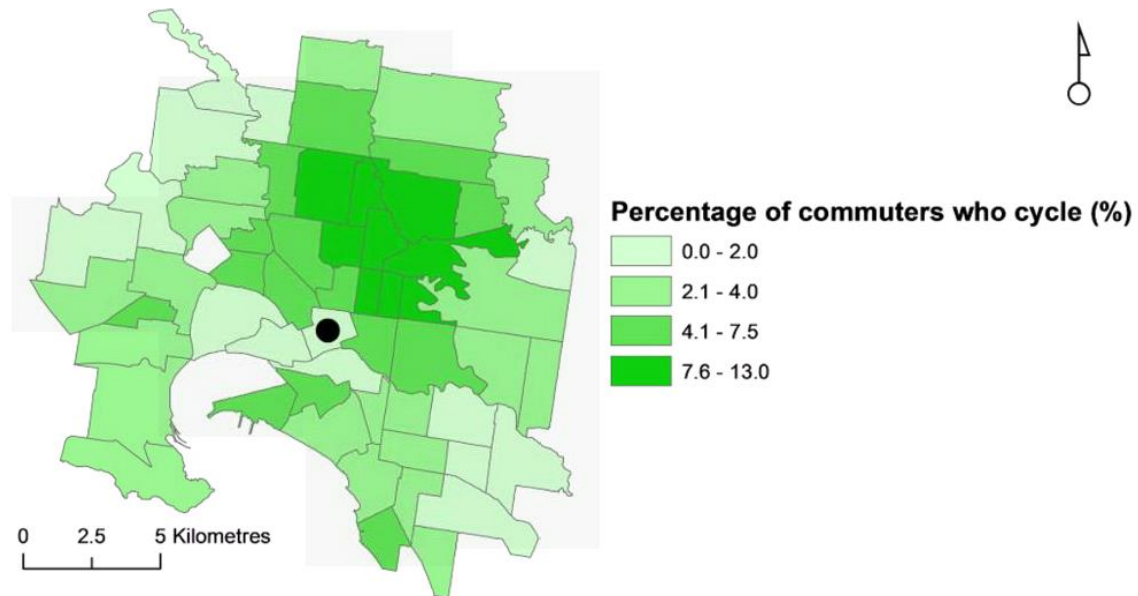 Percentage of commuters who cycle (%)
0.0 - 2.0
2.1 - 4.0
4.1 - 7.5
7.6 - 13.0
0 2.5 5 Kilometres